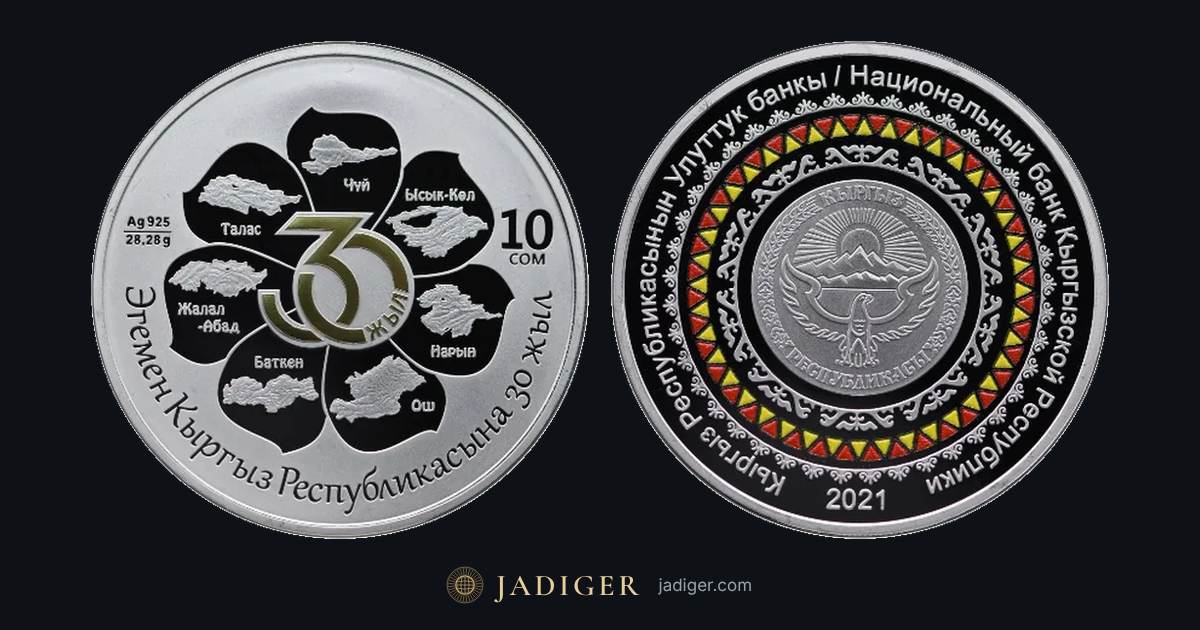 Ag 925
28,28 g
Талас
Чүй
Ысык-Көл
10
СОМ
Жалал
-Абад
30
ЖЫЛ
Нарын
Баткен
Ош
Эгемен Кыргыз Республикасына 30 жыл
Кыргыз Республикасынын Улуттук банкы / Национальный банк Кыргызской Республики
КЫРГЫЗ
РЕСПУБЛИКАСЫ
2021
JADIGER
jadiger.com